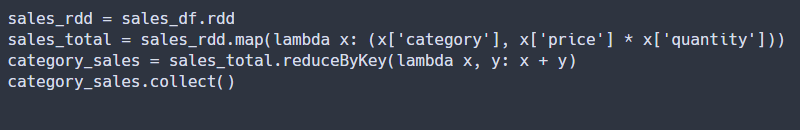 sales_rdd = sales_df.rdd
sales_total = sales_rdd.map(lambda x: (x['category'], x['price'] * x['quantity']))
category_sales = sales_total.reduceByKey(lambda x, y: x + y)
category_sales.collect()